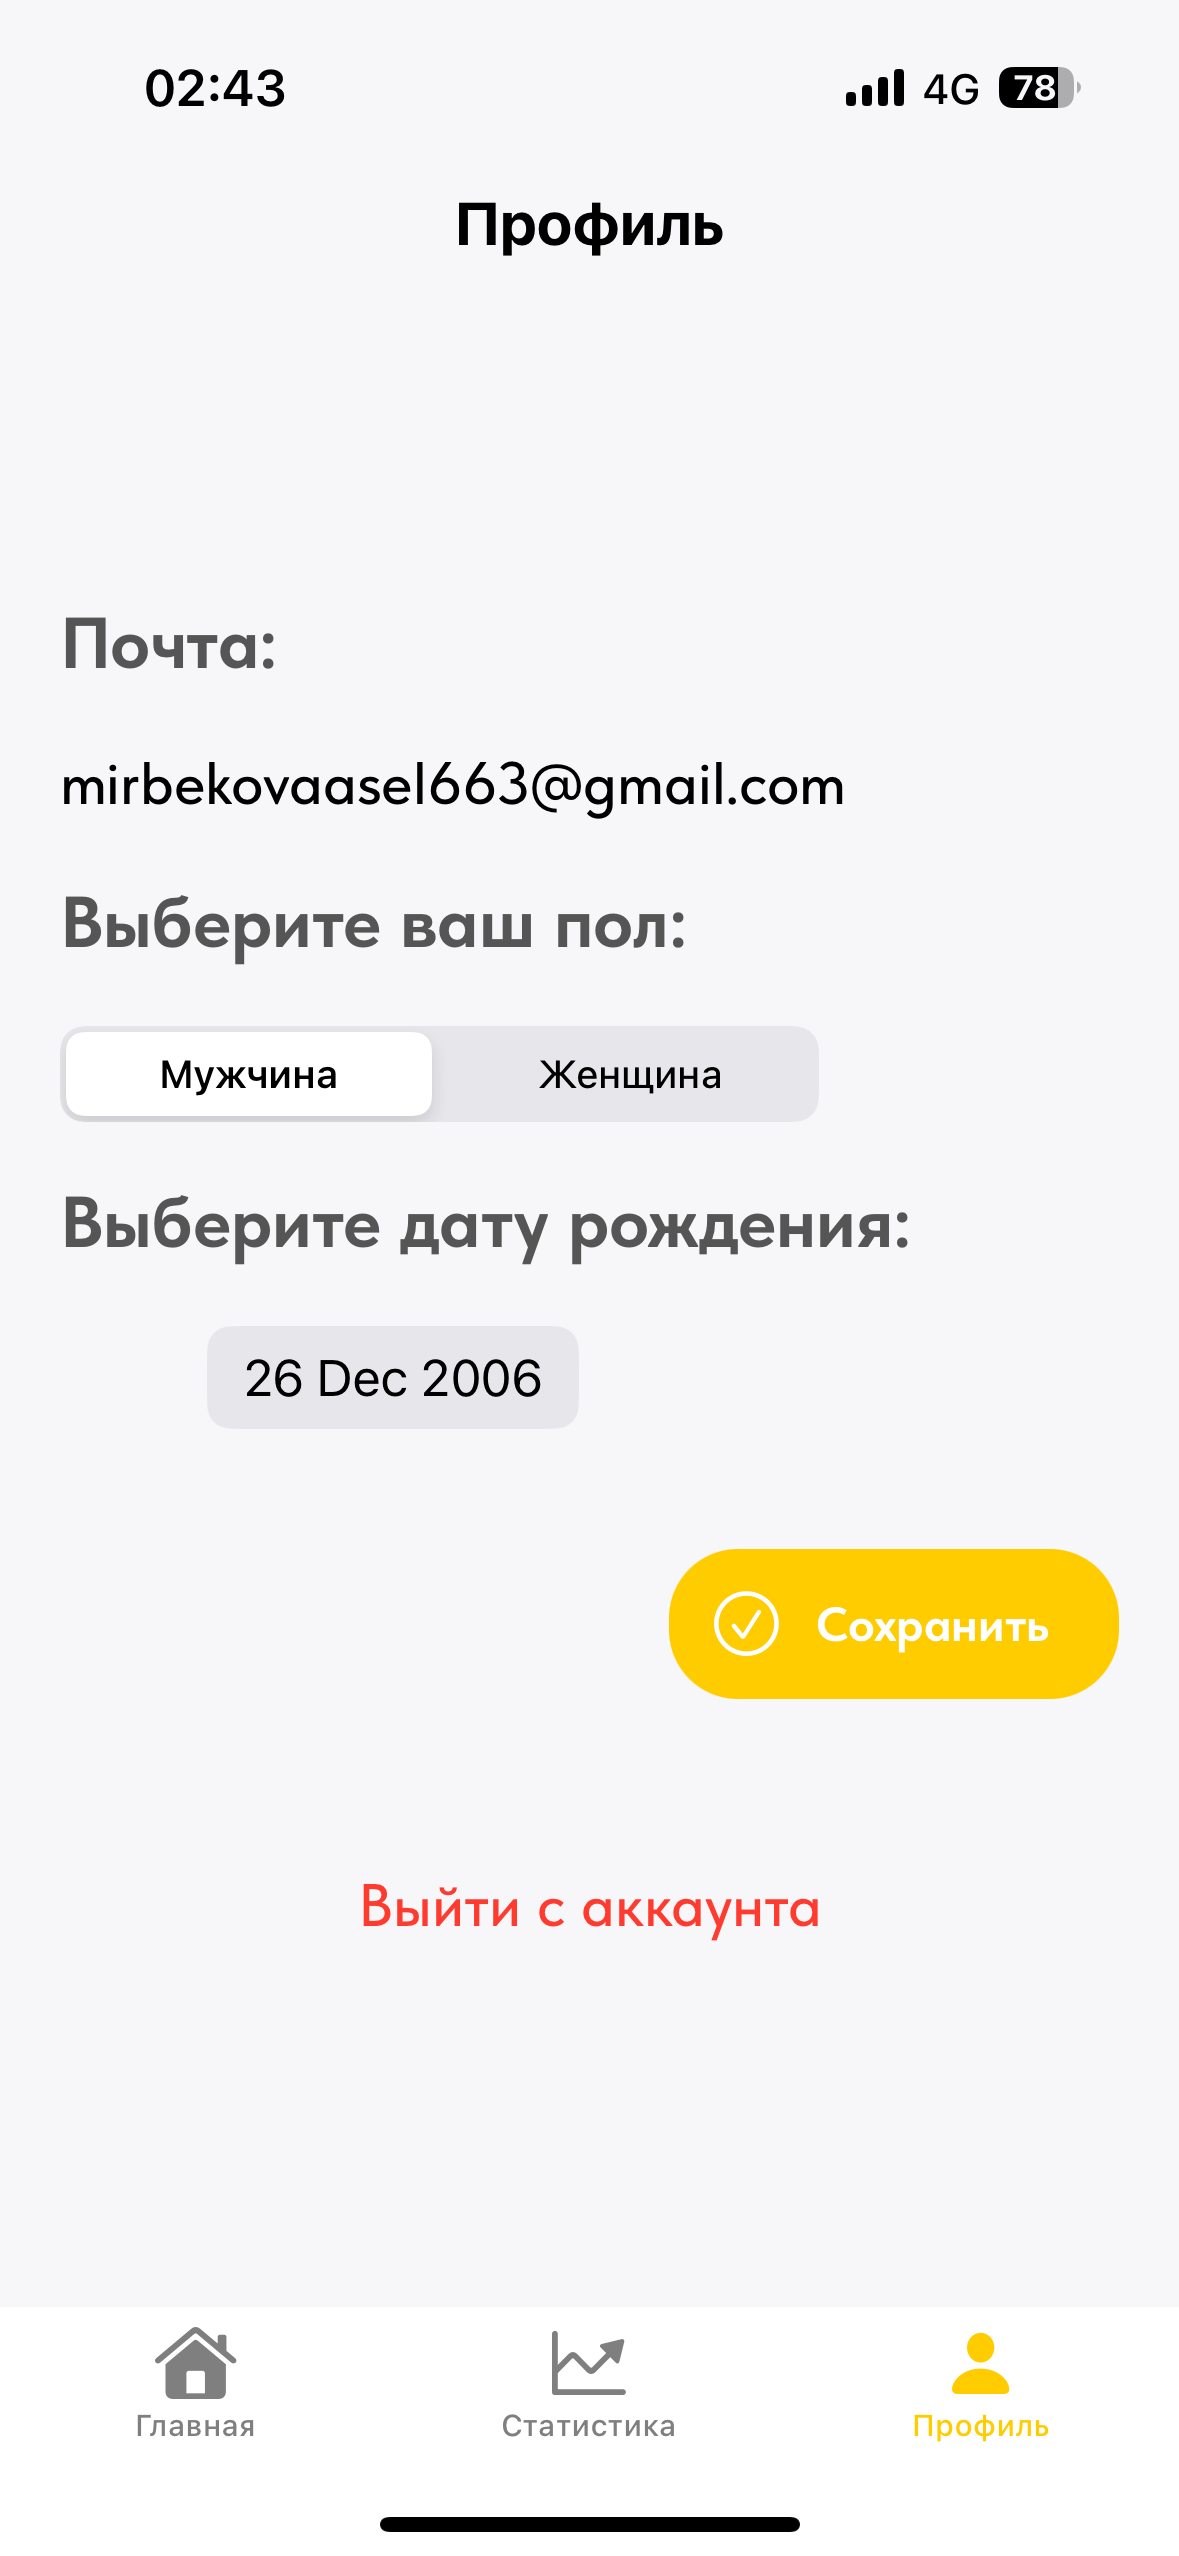 02:43
4G 78
Профиль
Почта:
mirbekovaasel663@gmail.com
Выберите ваш пол:
Мужчина Женщина
Выберите дату рождения:
26 Dec 2006
Сохранить
Выйти с аккаунта
Главная Статистика Профиль